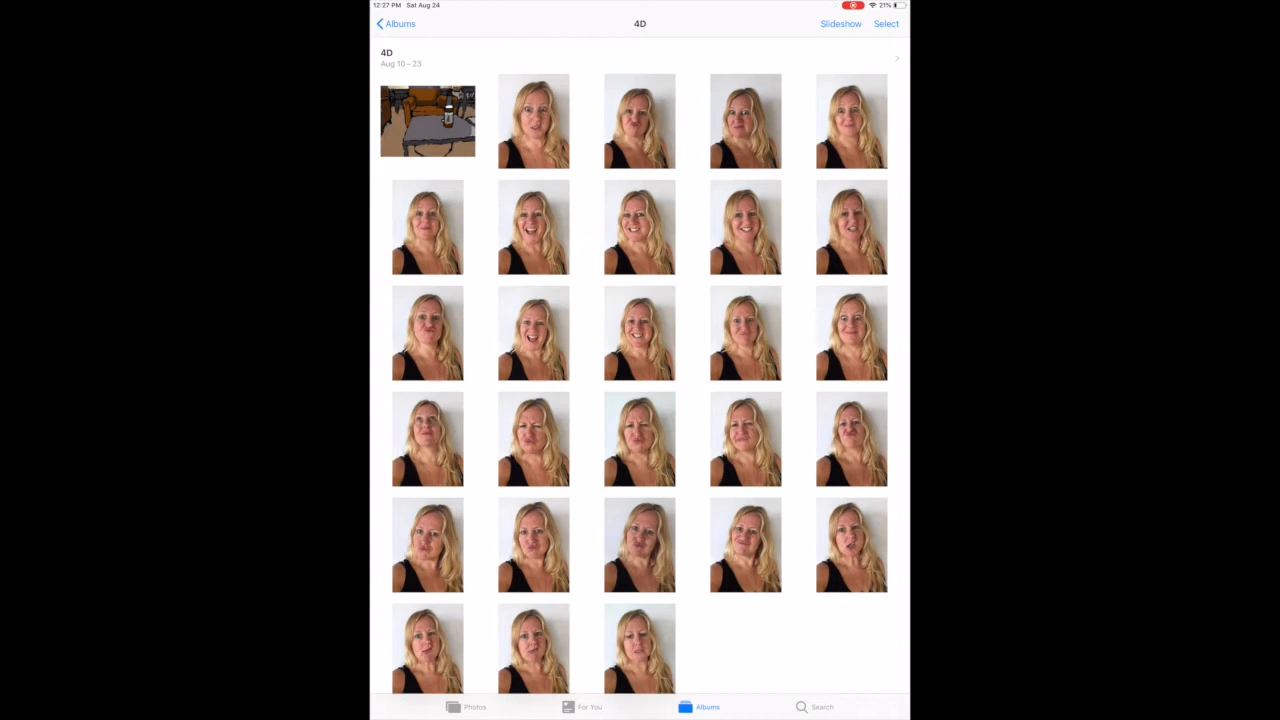 12:27 PM Sat Aug 24
21%
Albums
4D
Slideshow Select
4D
Aug 10–23
Photos
For You
Albums
Search